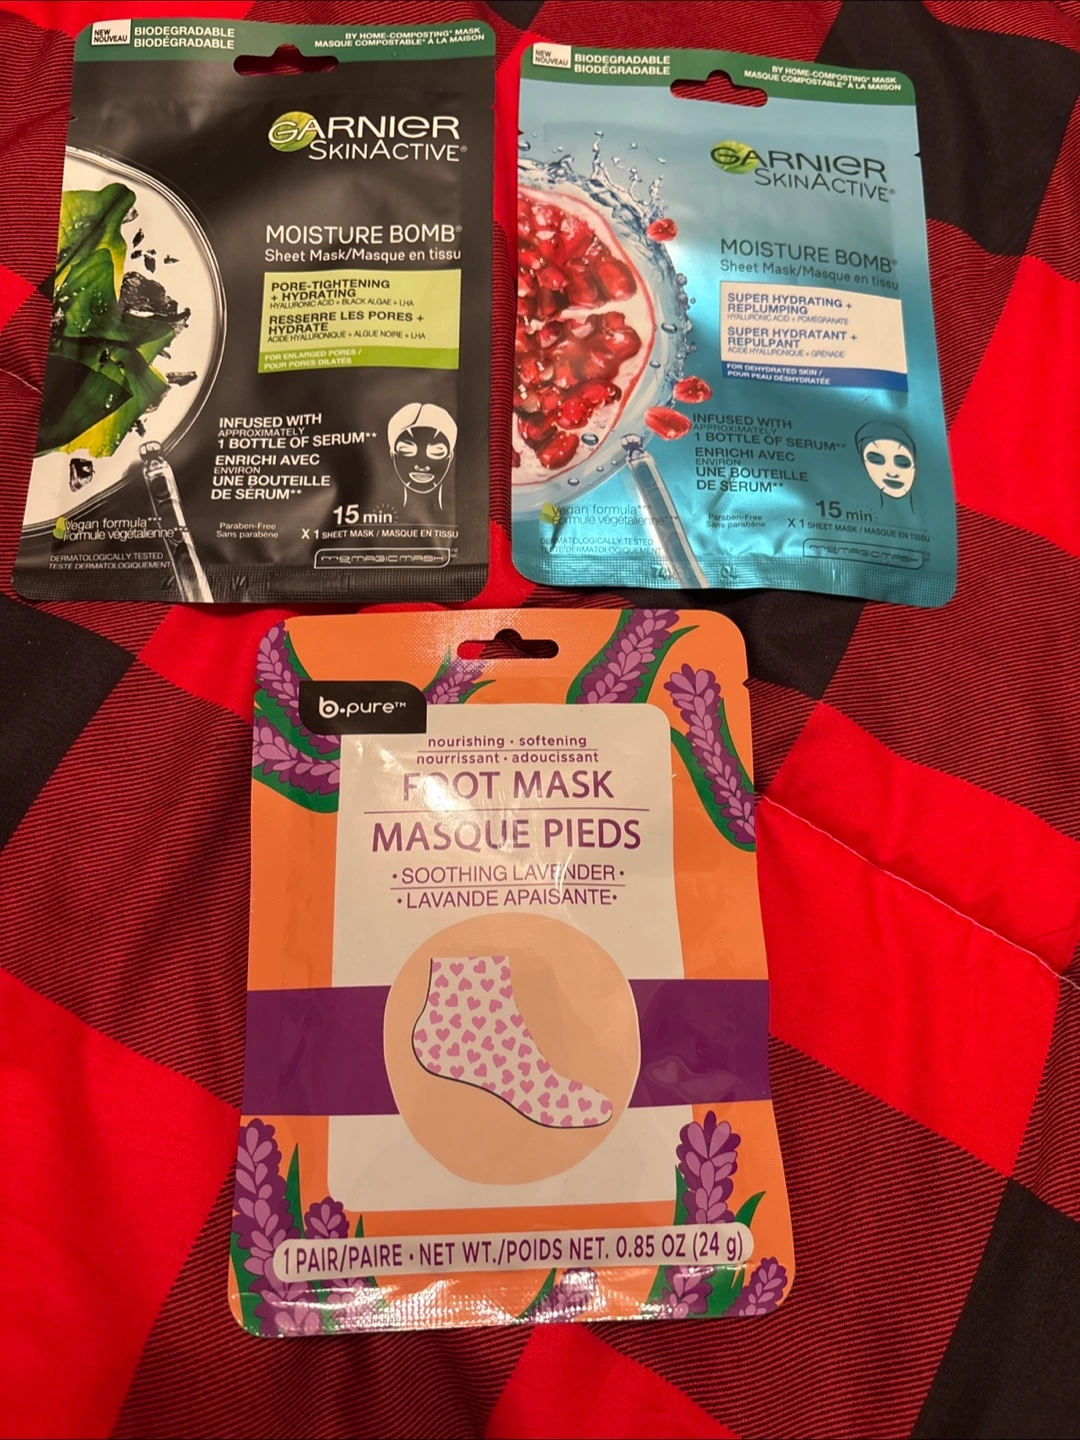 NEW
NOUVEAU
BIODEGRADABLE
BIODÉGRADABLE
BY HOME-COMPOSTING* MASK
MASQUE COMPOSTABLE* À LA MAISON
GARNIER
SKINACTIVE®
MOISTURE BOMB®
Sheet Mask/Masque en tissu
PORE-TIGHTENING
+ HYDRATING
HYALURONIC ACID + BLACK ALGAE + LHA
RESSERRE LES PORES +
HYDRATE
ACIDE HYALURONIQUE + ALGUE NOIRE + LHA
FOR ENLARGED PORES /
POUR PORES DILATÉS
INFUSED WITH
APPROXIMATELY
1 BOTTLE OF SERUM**
ENRICHI AVEC
ENVIRON
UNE BOUTEILLE
DE SÉRUM**
15 min
X 1 SHEET MASK / MASQUE EN TISSU
Vegan formula***
Formule végétalienne***
Paraben-Free
Sans parabène
DERMATOLOGICALLY TESTED
TESTÉ DERMATOLOGIQUEMENT
NEW
NOUVEAU
BIODEGRADABLE
BIODÉGRADABLE
BY HOME-COMPOSTING* MASK
MASQUE COMPOSTABLE* À LA MAISON
GARNIER
SKINACTIVE®
MOISTURE BOMB®
Sheet Mask/Masque en tissu
SUPER HYDRATING +
REPLUMPING
HYALURONIC ACID + POMEGRANATE
SUPER HYDRATANT +
REPULPANT
ACIDE HYALURONIQUE + GRENADE
FOR DEHYDRATED SKIN /
POUR PEAU DÉSHYDRATÉE
INFUSED WITH
APPROXIMATELY
1 BOTTLE OF SERUM**
ENRICHI AVEC
ENVIRON
UNE BOUTEILLE
DE SÉRUM**
15 min
X 1 SHEET MASK / MASQUE EN TISSU
Vegan formula***
Formule végétalienne***
Paraben-Free
Sans parabène
DERMATOLOGICALLY TESTED
TESTÉ DERMATOLOGIQUEMENT
b•pure™
nourishing • softening
nourrissant • adoucissant
FOOT MASK
MASQUE PIEDS
• SOOTHING LAVENDER •
• LAVANDE APAISANTE•
1 PAIR/PAIRE • NET WT./POIDS NET. 0.85 OZ (24 g)